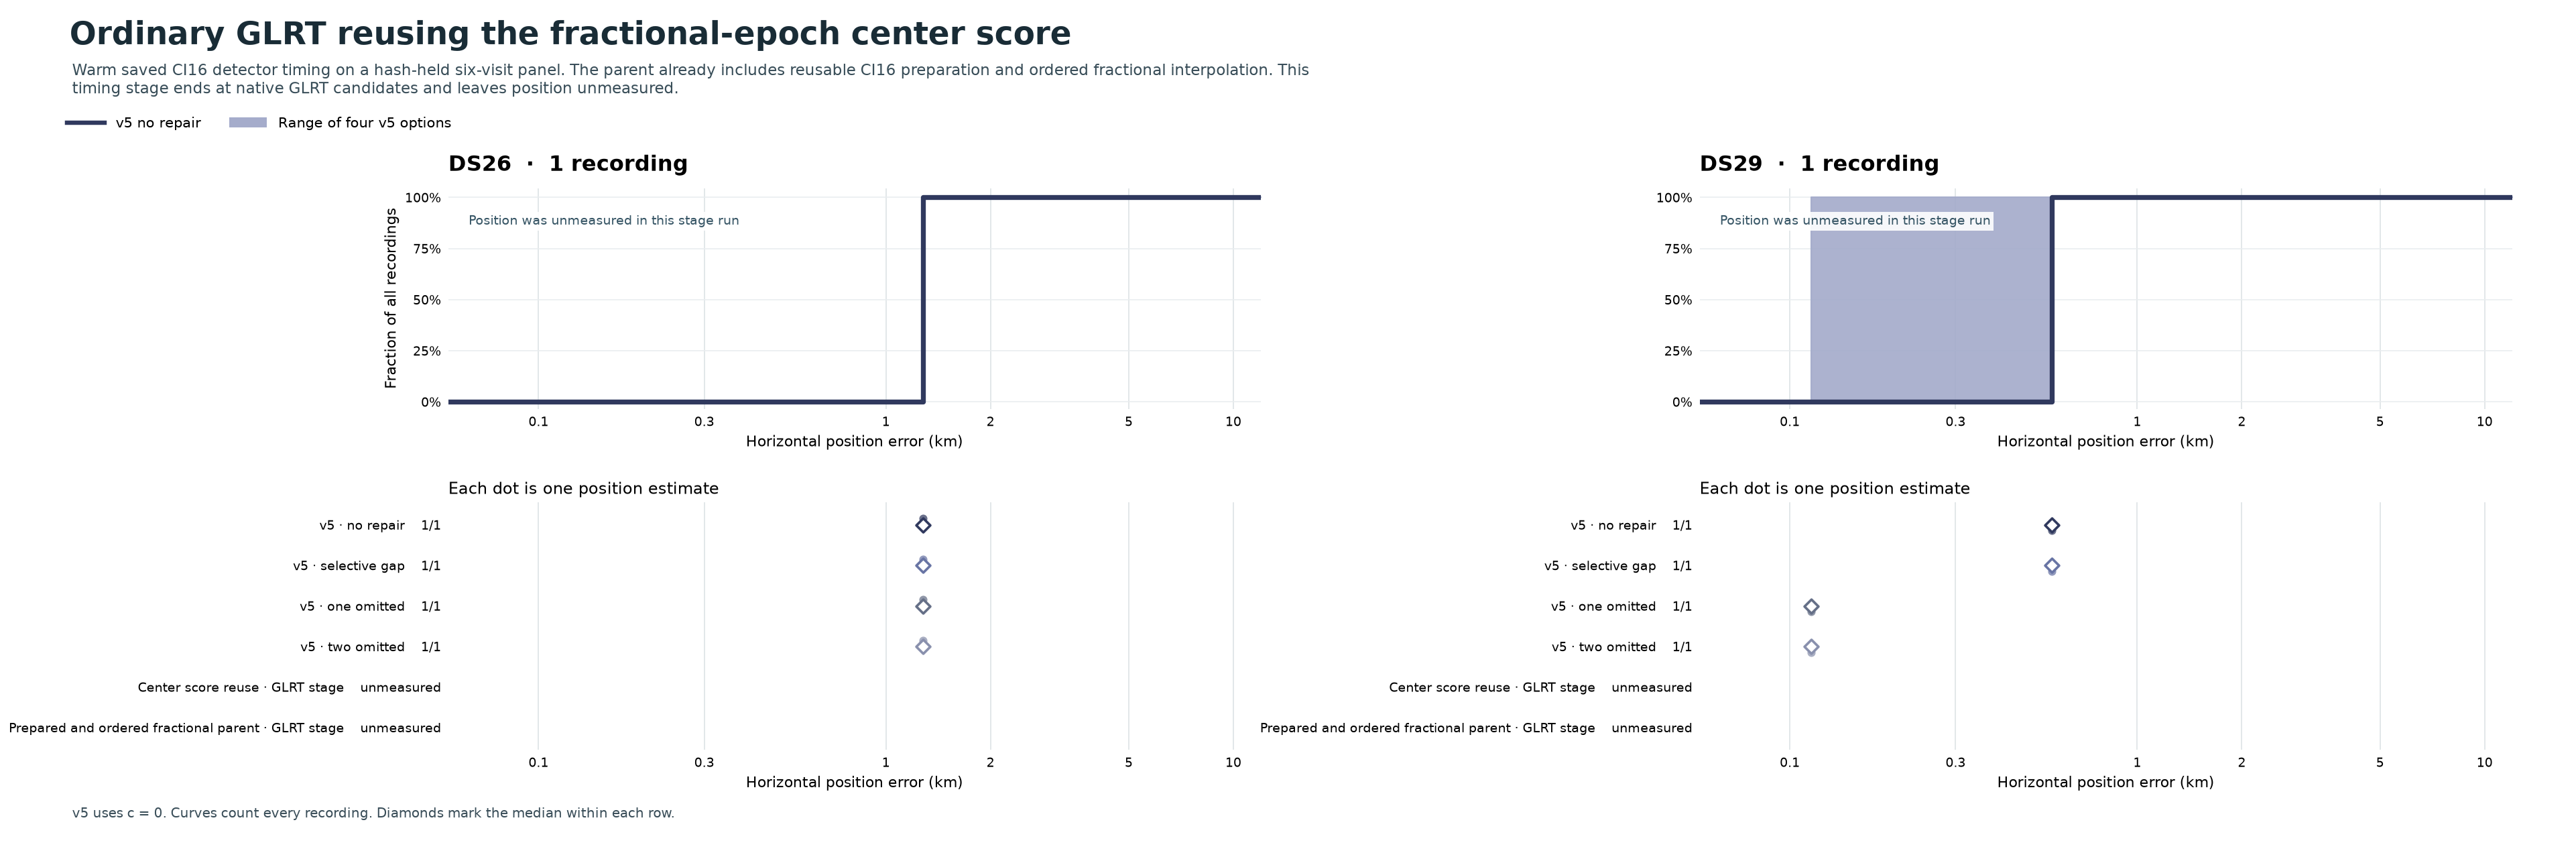 Ordinary GLRT reusing the fractional-epoch center score
Warm saved CI16 detector timing on a hash-held six-visit panel. The parent already includes reusable CI16 preparation and ordered fractional interpolation. This
timing stage ends at native GLRT candidates and leaves position unmeasured.
v5 no repair
Range of four v5 options
DS26 · 1 recording
Fraction of all recordings
100%
75%
50%
25%
0%
Position was unmeasured in this stage run
0.1 0.3 1 2 5 10
Horizontal position error (km)
DS29 · 1 recording
100%
75%
50%
25%
0%
Position was unmeasured in this stage run
0.1 0.3 1 2 5 10
Horizontal position error (km)
Each dot is one position estimate
v5 · no repair 1/1
v5 · selective gap 1/1
v5 · one omitted 1/1
v5 · two omitted 1/1
Center score reuse · GLRT stage unmeasured
Prepared and ordered fractional parent · GLRT stage unmeasured
0.1 0.3 1 2 5 10
Horizontal position error (km)
Each dot is one position estimate
v5 · no repair 1/1
v5 · selective gap 1/1
v5 · one omitted 1/1
v5 · two omitted 1/1
Center score reuse · GLRT stage unmeasured
Prepared and ordered fractional parent · GLRT stage unmeasured
0.1 0.3 1 2 5 10
Horizontal position error (km)
v5 uses c = 0. Curves count every recording. Diamonds mark the median within each row.